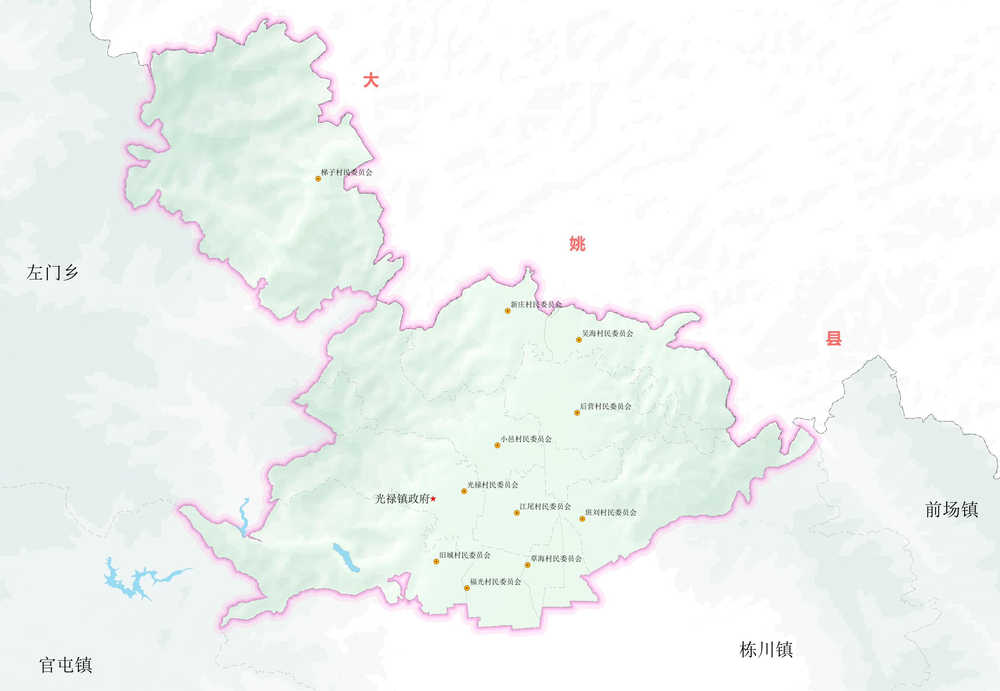 大
梯子村民委员会
姚
左门乡
新庄村民委员会
吴海村民委员会
县
后营村民委员会
小邑村民委员会
光禄村民委员会
光禄镇政府
江尾村民委员会
班刘村民委员会
前场镇
旧城村民委员会
草海村民委员会
福光村民委员会
栋川镇
官屯镇